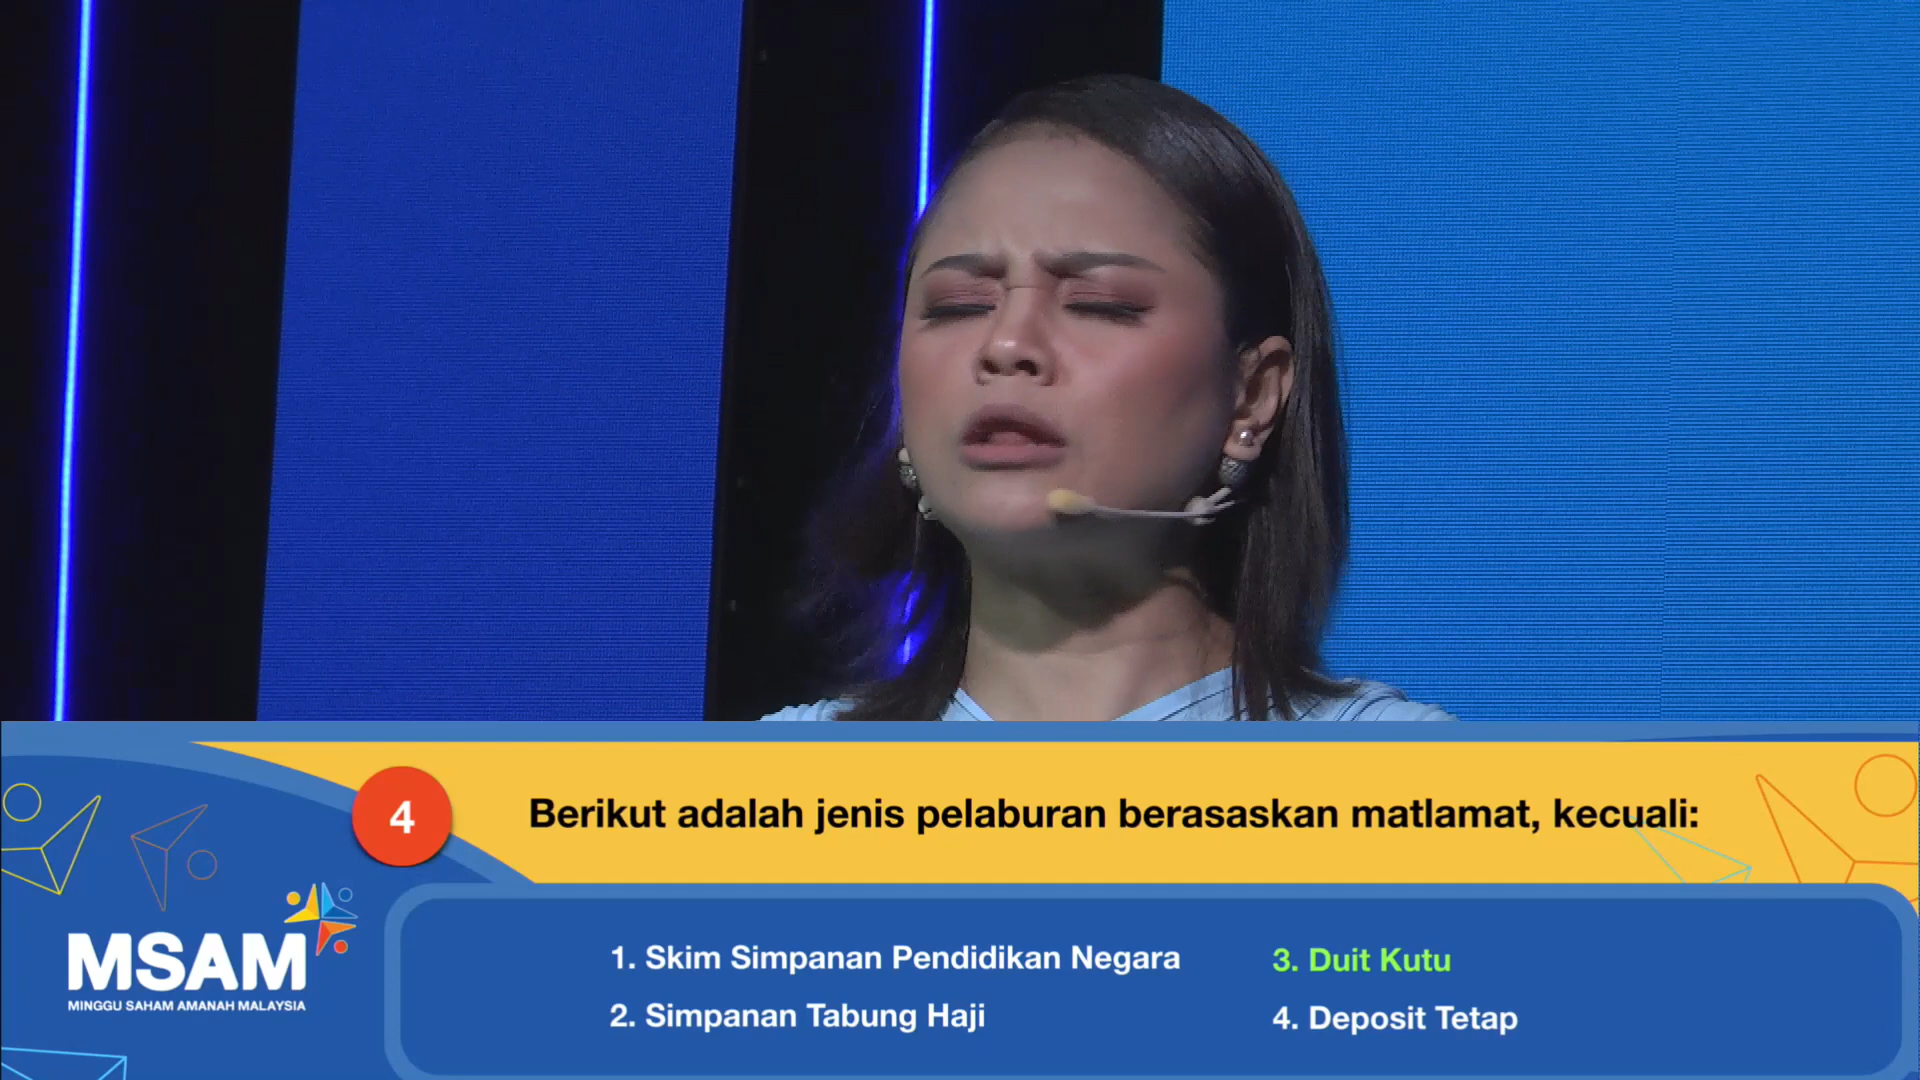 4
Berikut adalah jenis pelaburan berasaskan matlamat, kecuali:
MSAM
MINGGU SAHAM AMANAH MALAYSIA
1. Skim Simpanan Pendidikan Negara
2. Simpanan Tabung Haji
3. Duit Kutu
4. Deposit Tetap